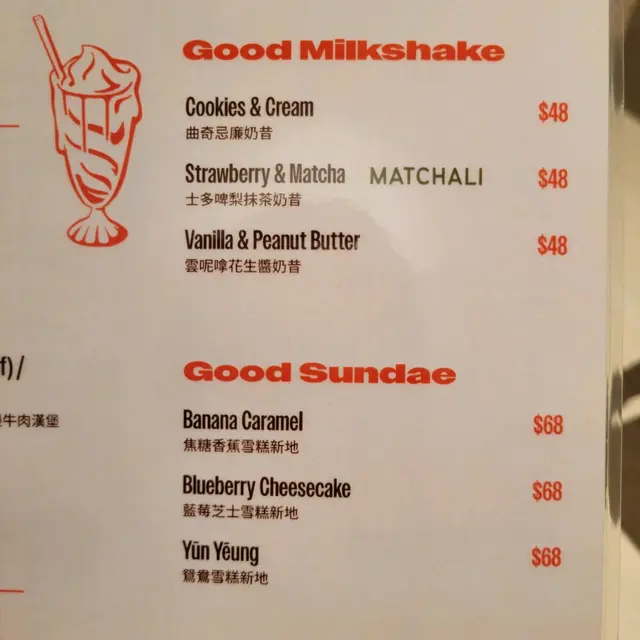 Good Milkshake
Cookies & Cream $48
曲奇忌廉奶昔
Strawberry & Matcha MATCHALI $48
士多啤梨抹茶奶昔
Vanilla & Peanut Butter $48
雲呢嗱花生醬奶昔
f)/
牛肉漢堡
Good Sundae
Banana Caramel $68
焦糖香蕉雪糕新地
Blueberry Cheesecake $68
藍莓芝士雪糕新地
Yūn Yēung $68
鴛鴦雪糕新地